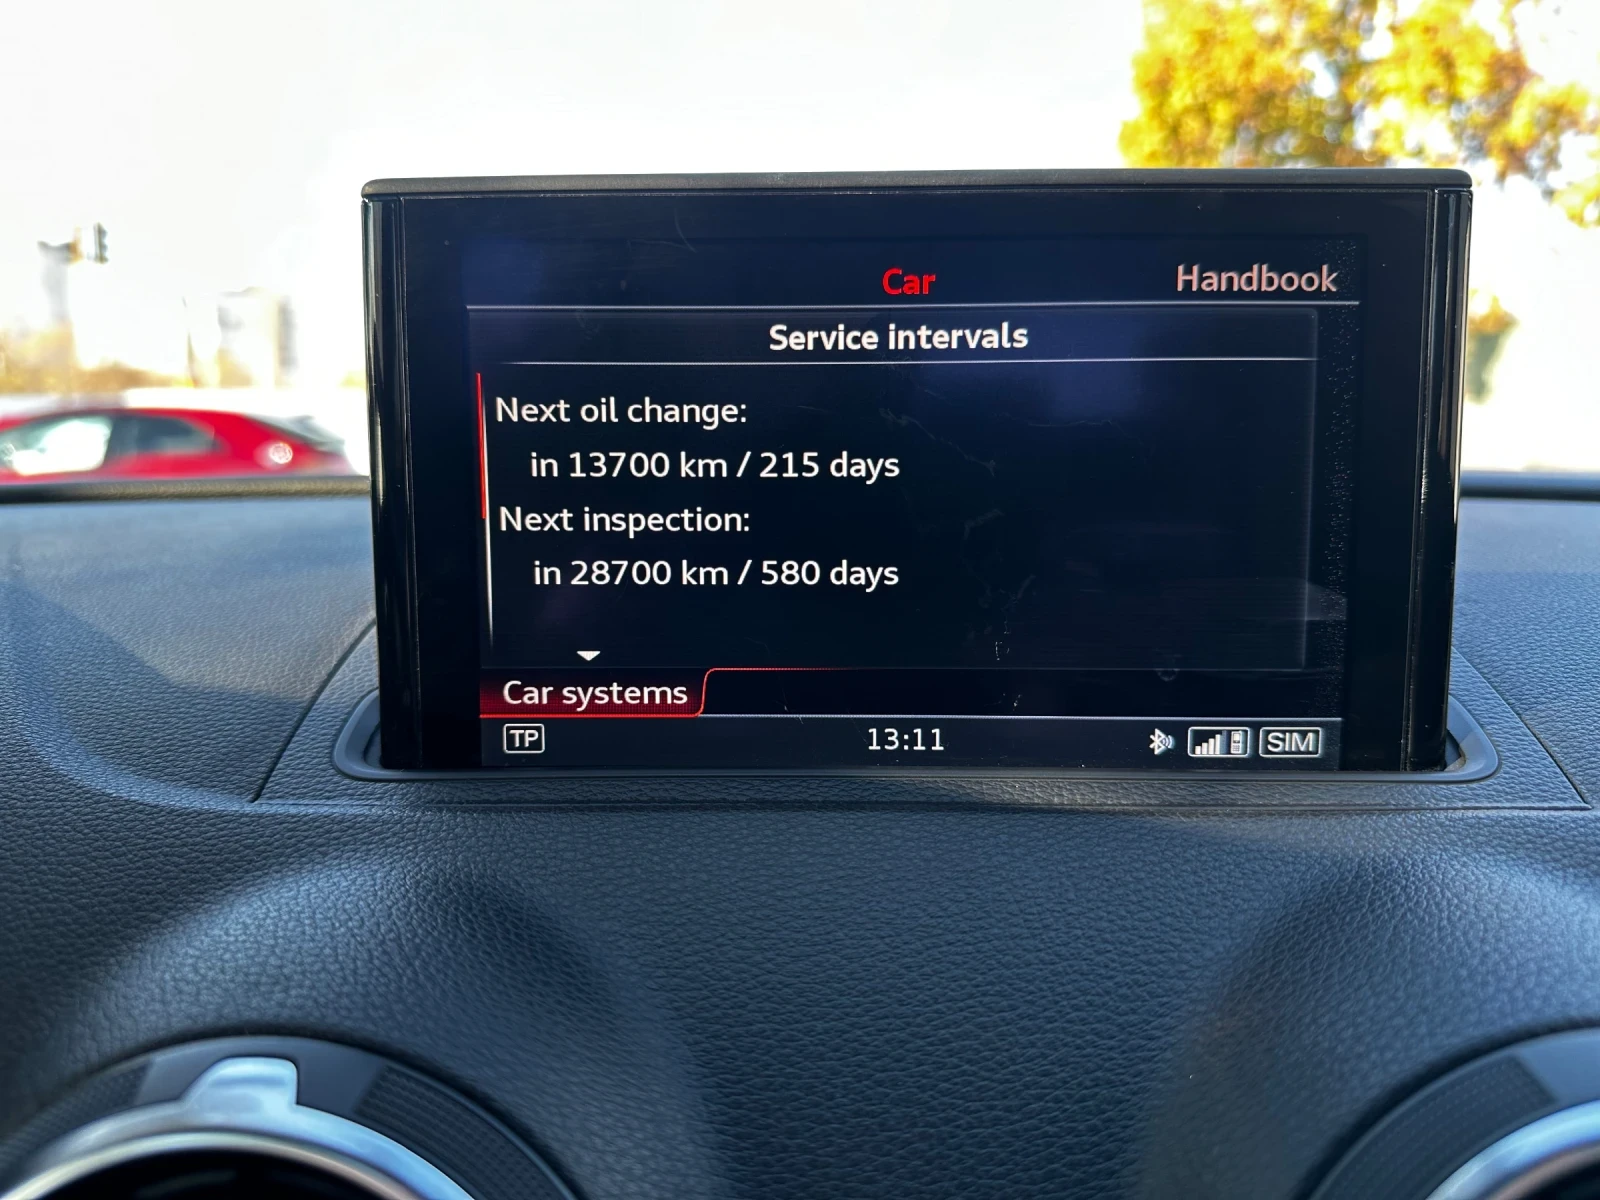 Car
Handbook
Service intervals
Next oil change:
in 13700 km / 215 days
Next inspection:
in 28700 km / 580 days
Car systems
TP
13:11
SIM